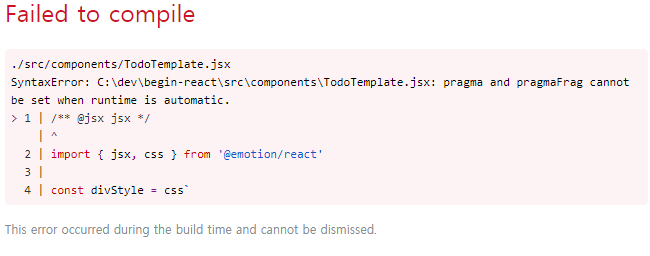 Failed to compile
./src/components/TodoTemplate.jsx
SyntaxError: C:\dev\begin-react\src\components\TodoTemplate.jsx: pragma and pragmaFrag cannot
be set when runtime is automatic.
> 1 | /** @jsx jsx */
    | ^
  2 | import { jsx, css } from '@emotion/react'
  3 |
  4 | const divStyle = css`
This error occurred during the build time and cannot be dismissed.